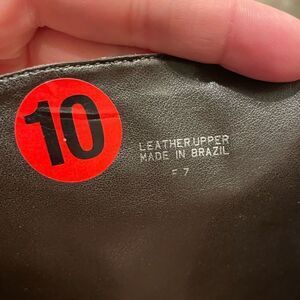 10
LEATHER UPPER
MADE IN BRAZIL
F 7